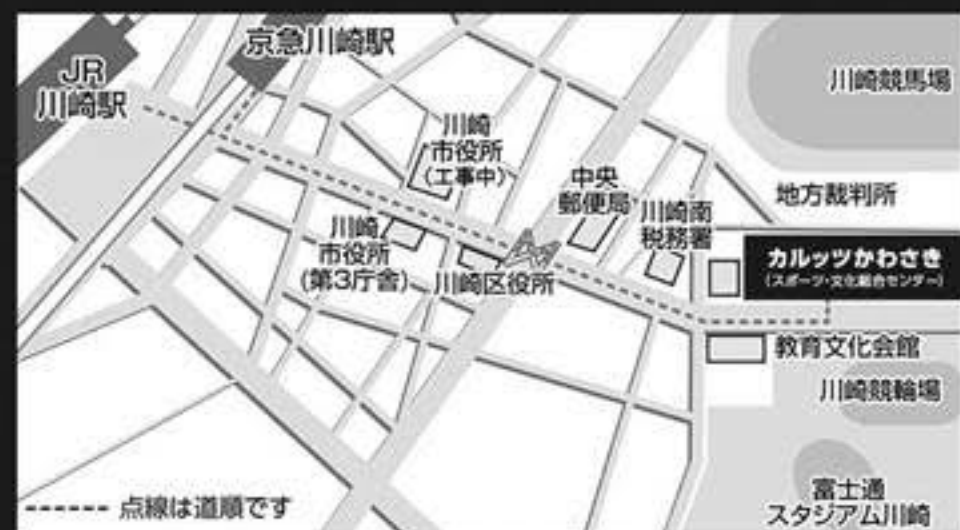 京急川崎駅
JR
川崎駅
川崎競馬場
川崎
市役所
(工事中)
中央
郵便局
地方裁判所
川崎南
税務署
川崎
市役所
(第3庁舎)
川崎区役所
カルッツかわさき
(スポーツ・文化総合センター)
教育文化会館
川崎競輪場
富士通
スタジアム川崎
点線は道順です